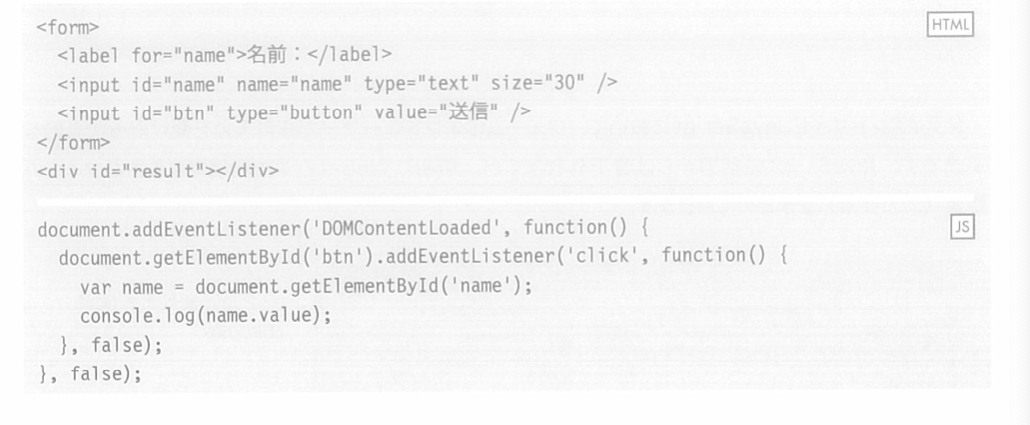 <form>
HTML
  <label for="name">名前：</label>
  <input id="name" name="name" type="text" size="30" />
  <input id="btn" type="button" value="送信" />
</form>
<div id="result"></div>
document.addEventListener('DOMContentLoaded', function() {
JS
  document.getElementById('btn').addEventListener('click', function() {
    var name = document.getElementById('name');
    console.log(name.value);
  }, false);
}, false);